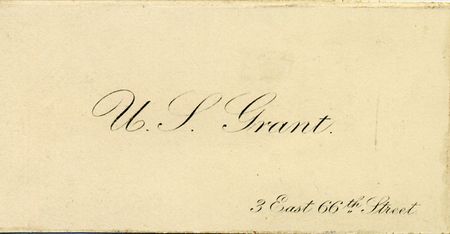 U. S. Grant.
3 East 66th Street